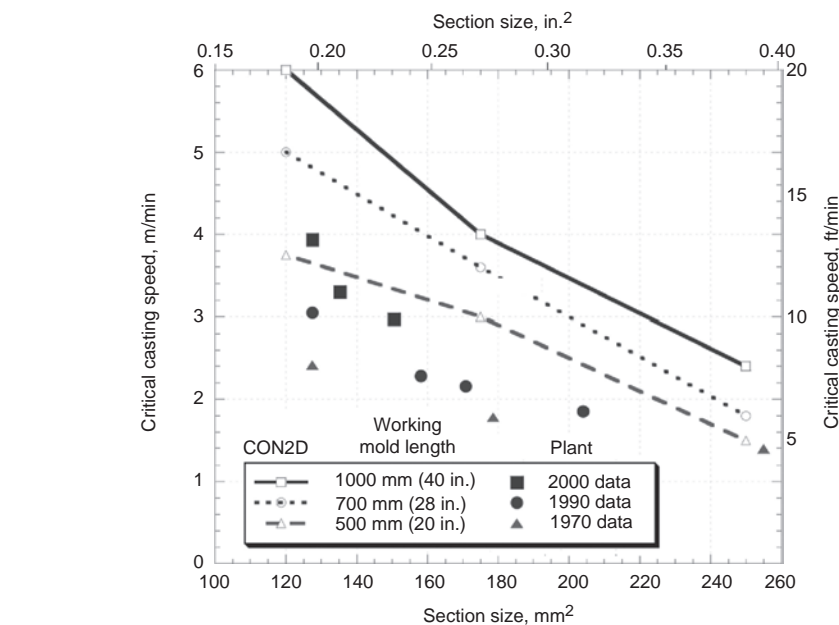 Section size, in.2
0.15 0.20 0.25 0.30 0.35 0.40
6 20
5
15
4
3 10
2
5
1
0
Critical casting speed, m/min
Critical casting speed, ft/min
CON2D Working mold length Plant
1000 mm (40 in.) 2000 data
700 mm (28 in.) 1990 data
500 mm (20 in.) 1970 data
100 120 140 160 180 200 220 240 260
Section size, mm2